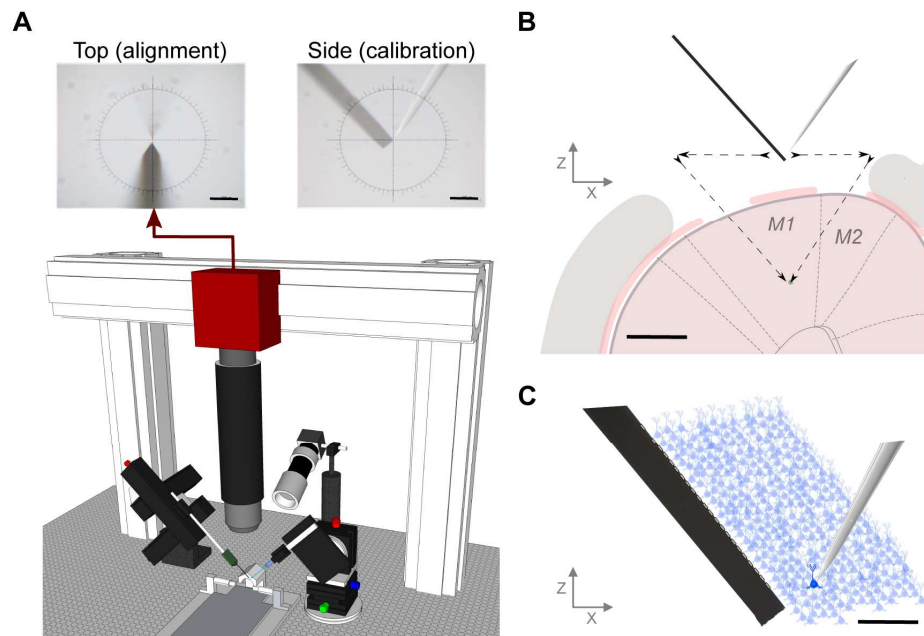 A
Top (alignment)
Side (calibration)
B
Z
X
M1
M2
C
Z
X